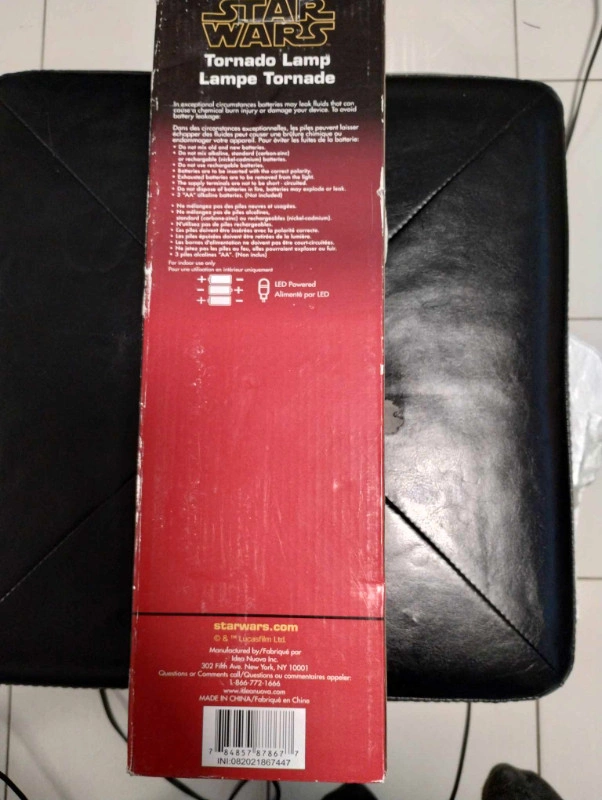 STAR
WARS
Tornado Lamp
Lampe Tornade
In exceptional circumstances batteries may leak fluids that can
cause a chemical burn injury or damage your device. To avoid
battery leakage:
Dans des circonstances exceptionnelles, les piles peuvent laisser
échapper des fluides peut causer une brûlure chimique ou
endommager votre appareil. Pour éviter les fuites de la batterie:
• Do not mix old and new batteries.
• Do not mix alkaline, standard (carbon-zinc)
or rechargeable (nickel-cadmium) batteries.
• Do not use rechargeable batteries.
• Batteries are to be inserted with the correct polarity.
• Exhausted batteries are to be removed from the light.
• The supply terminals are not to be short - circuited.
• Do not dispose of batteries in fire, batteries may explode or leak.
• 3 "AA" alkaline batteries. (Not included)
• Ne mélangez pas des piles neuves et usagées.
• Ne mélangez pas des piles alcalines,
standard (carbone-zinc) ou rechargeables (nickel-cadmium).
• N'utilisez pas de piles rechargeables.
• Les piles doivent être insérées avec la polarité correcte.
• Les piles épuisées doivent être retirées de la lumière.
• Les bornes d'alimentation ne doivent pas être court-circuitées.
• Ne jetez pas les piles au feu, elles pourraient exploser ou fuir.
• 3 piles alcalines "AA". (Non inclus)
For indoor use only
Pour une utilisation en intérieur uniquement
+ −
− +
+ −
LED Powered
Alimenté par LED
starwars.com
© & ™ Lucasfilm Ltd.
Manufactured by/Fabriqué par
Idea Nuova Inc.
302 Fifth Ave. New York, NY 10001
Questions or Comments call/Questions ou commentaires appeler:
1-866-772-1666
www.ideanuova.com
MADE IN CHINA/Fabriqué en Chine
7 84857 87867 7
INI:082021867447